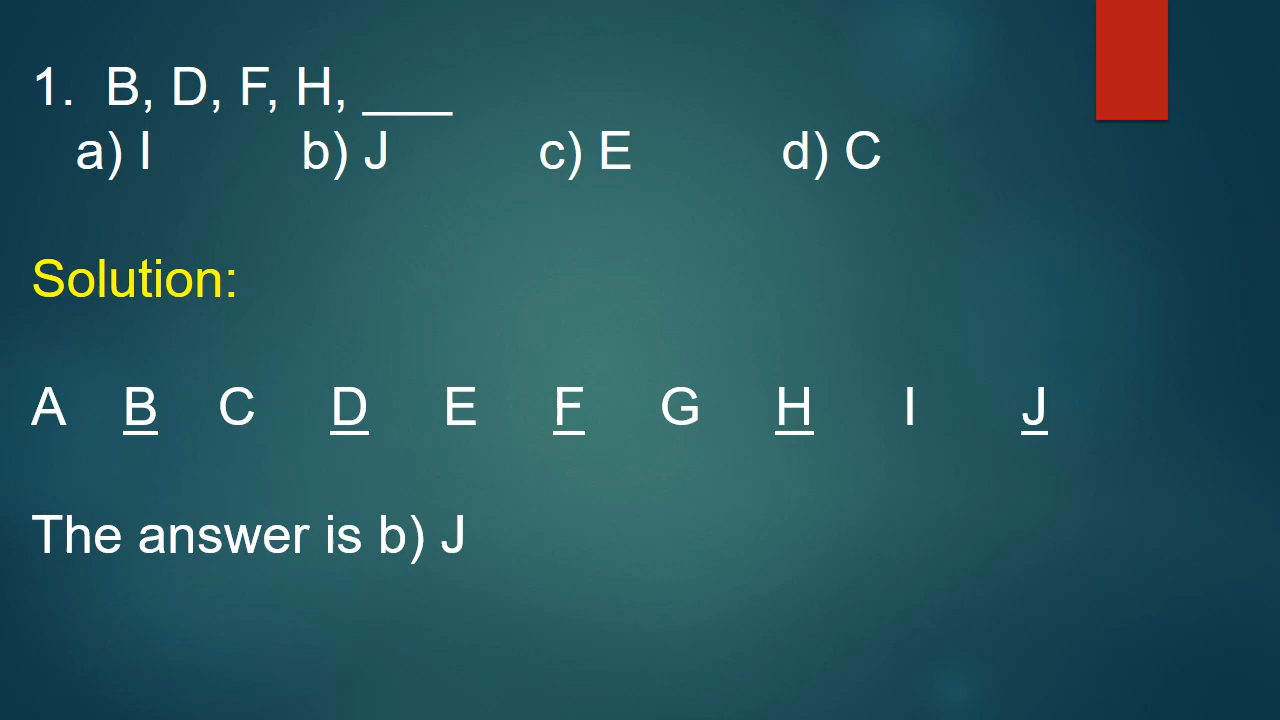 1. B, D, F, H, ___
a) I b) J c) E d) C
Solution:
A B C D E F G H I J
The answer is b) J